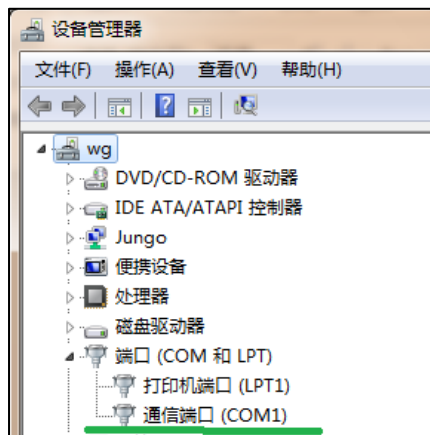 设备管理器
文件(F) 操作(A) 查看(V) 帮助(H)
wg
DVD/CD-ROM 驱动器
IDE ATA/ATAPI 控制器
Jungo
便携设备
处理器
磁盘驱动器
端口 (COM 和 LPT)
打印机端口 (LPT1)
通信端口 (COM1)